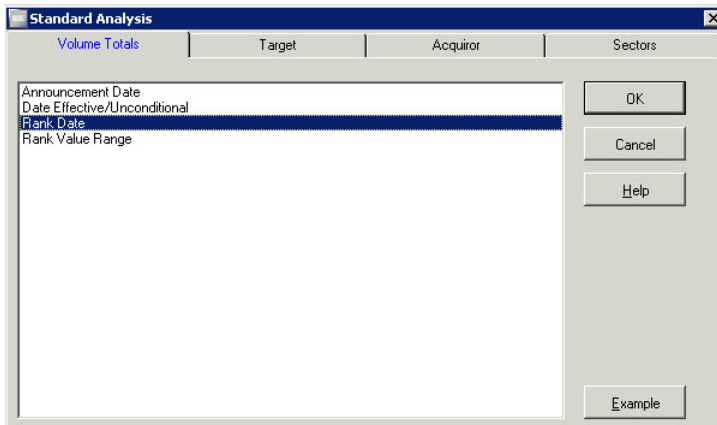 Standard Analysis
Volume Totals
Target
Acquiror
Sectors
Announcement Date
Date Effective/Unconditional
Rank Date
Rank Value Range
OK
Cancel
Help
Example